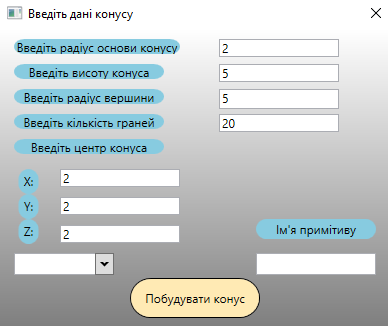 Введіть дані конусу
Введіть радіус основи конусу 2
Введіть висоту конуса 5
Введіть радіус вершини 5
Введіть кількість граней 20
Введіть центр конуса
X: 2
Y: 2
Z: 2
Ім'я примітиву
Побудувати конус